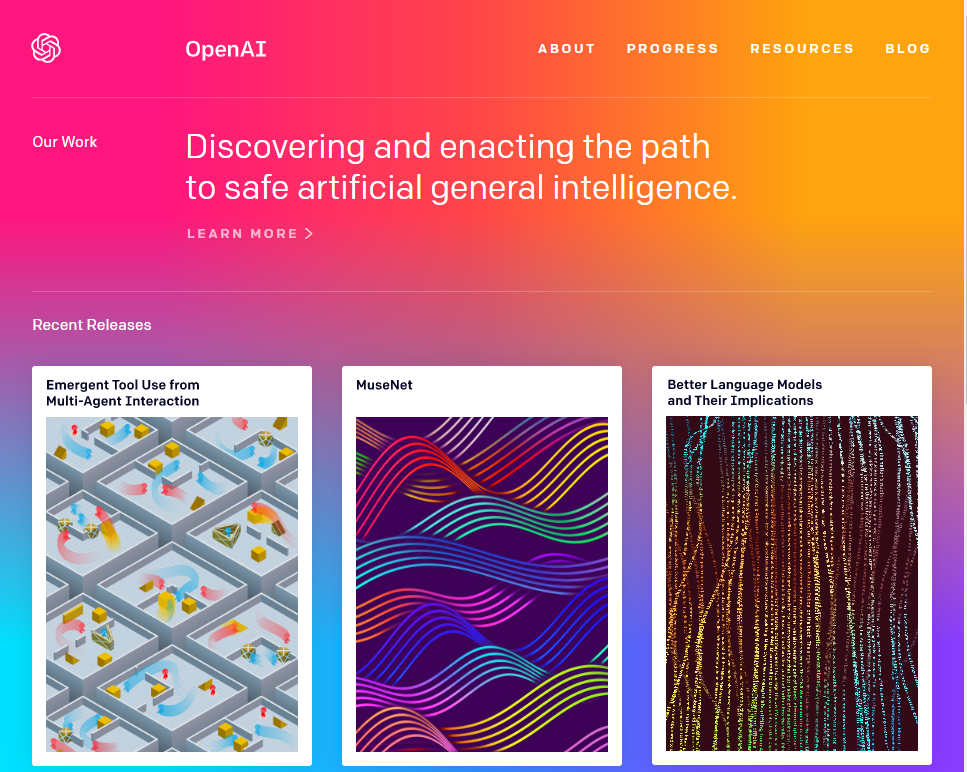 OpenAI
ABOUT
PROGRESS
RESOURCES
BLOG
Our Work
Discovering and enacting the path
to safe artificial general intelligence.
LEARN MORE
Recent Releases
Emergent Tool Use from
Multi-Agent Interaction
MuseNet
Better Language Models
and Their Implications